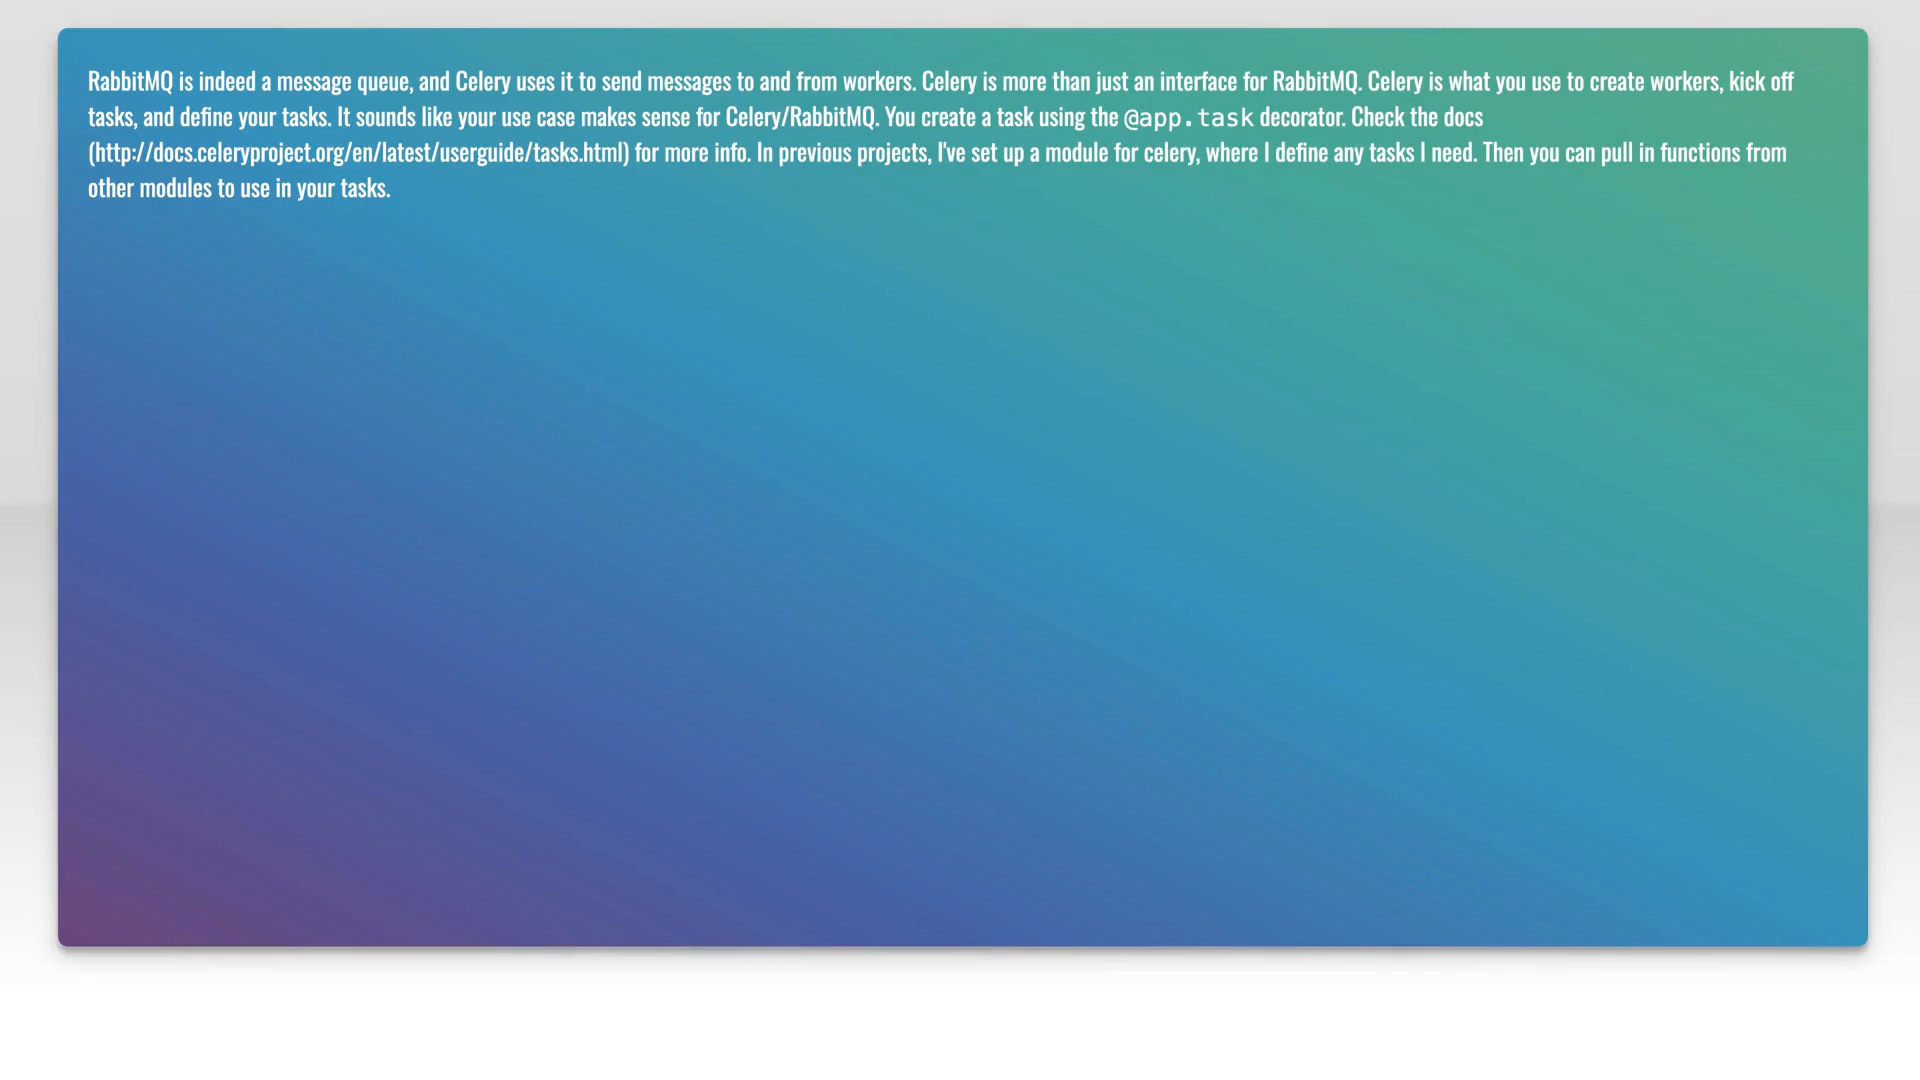 RabbitMQ is indeed a message queue, and Celery uses it to send messages to and from workers. Celery is more than just an interface for RabbitMQ. Celery is what you use to create workers, kick off
tasks, and define your tasks. It sounds like your use case makes sense for Celery/RabbitMQ. You create a task using the @app.task decorator. Check the docs
(http://docs.celeryproject.org/en/latest/userguide/tasks.html) for more info. In previous projects, I've set up a module for celery, where I define any tasks I need. Then you can pull in functions from
other modules to use in your tasks.